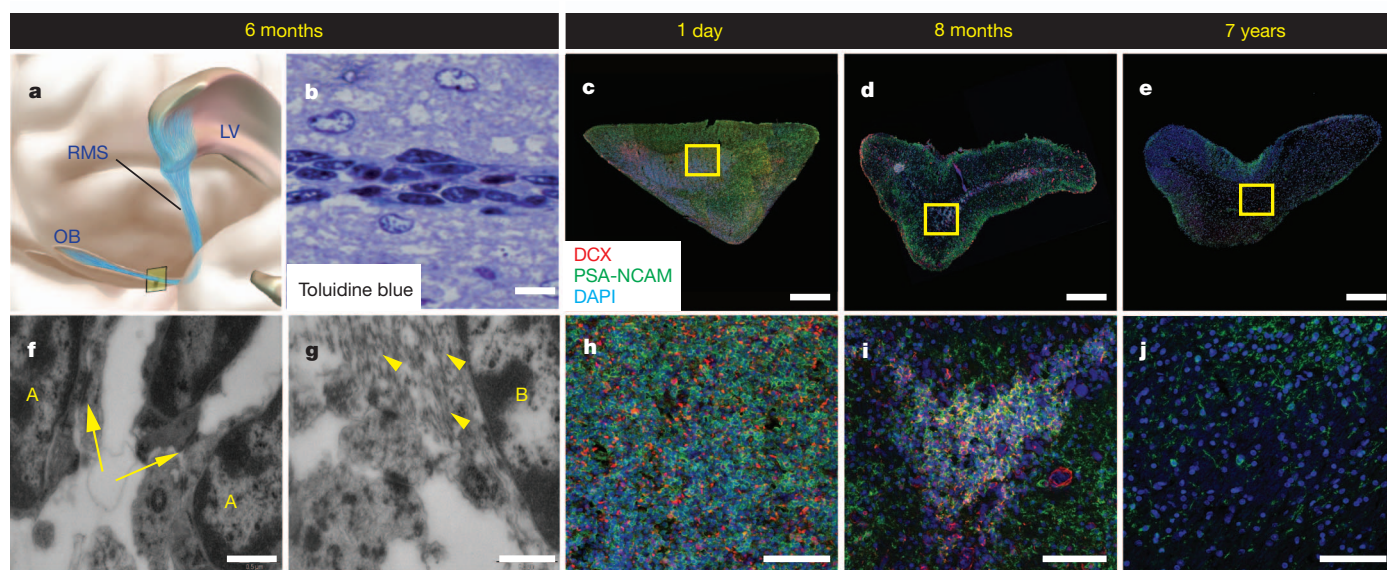 6 months
1 day
8 months
7 years
a
LV
RMS
OB
b
Toluidine blue
c
DCX
PSA-NCAM
DAPI
d
e
f
A
A
g
B
h
i
j